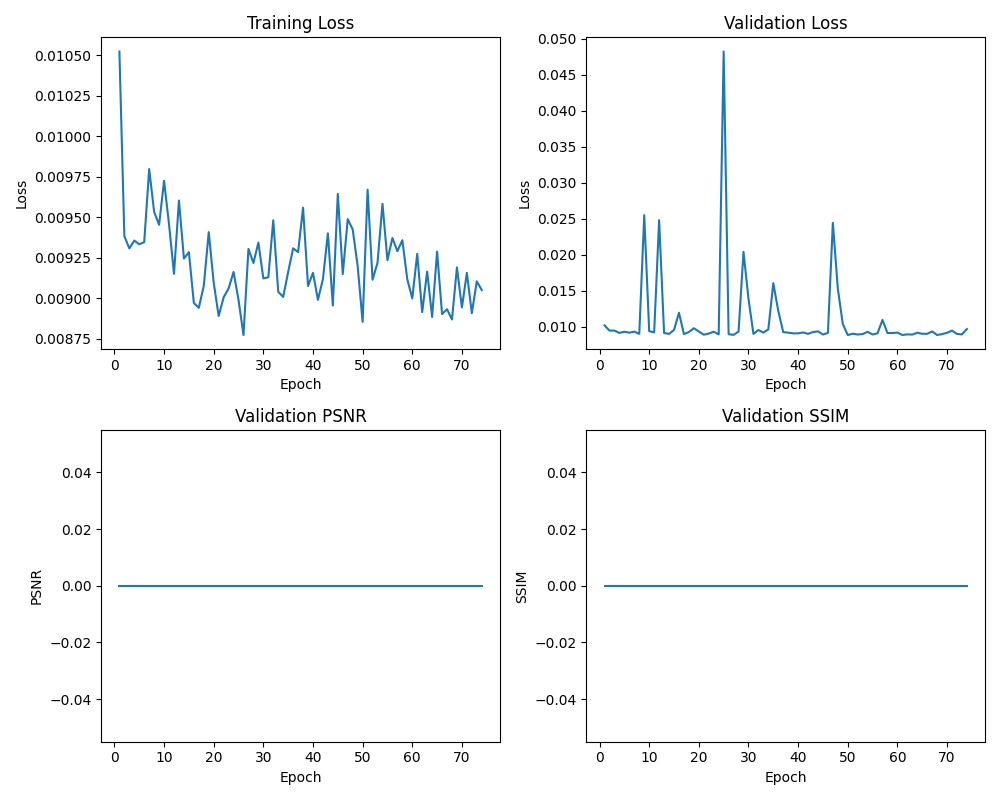 Training Loss
0.01050
0.01025
0.01000
0.00975
0.00950
0.00925
0.00900
0.00875
Loss
0 10 20 30 40 50 60 70
Epoch
Validation Loss
0.050
0.045
0.040
0.035
0.030
0.025
0.020
0.015
0.010
Loss
0 10 20 30 40 50 60 70
Epoch
Validation PSNR
0.04
0.02
0.00
−0.02
−0.04
PSNR
0 10 20 30 40 50 60 70
Epoch
Validation SSIM
0.04
0.02
0.00
−0.02
−0.04
SSIM
0 10 20 30 40 50 60 70
Epoch